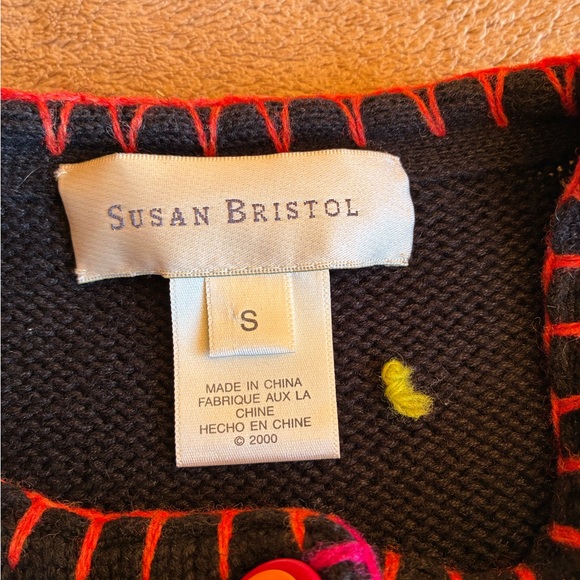 SUSAN BRISTOL
S
MADE IN CHINA
FABRIQUE AUX LA
CHINE
HECHO EN CHINE
© 2000